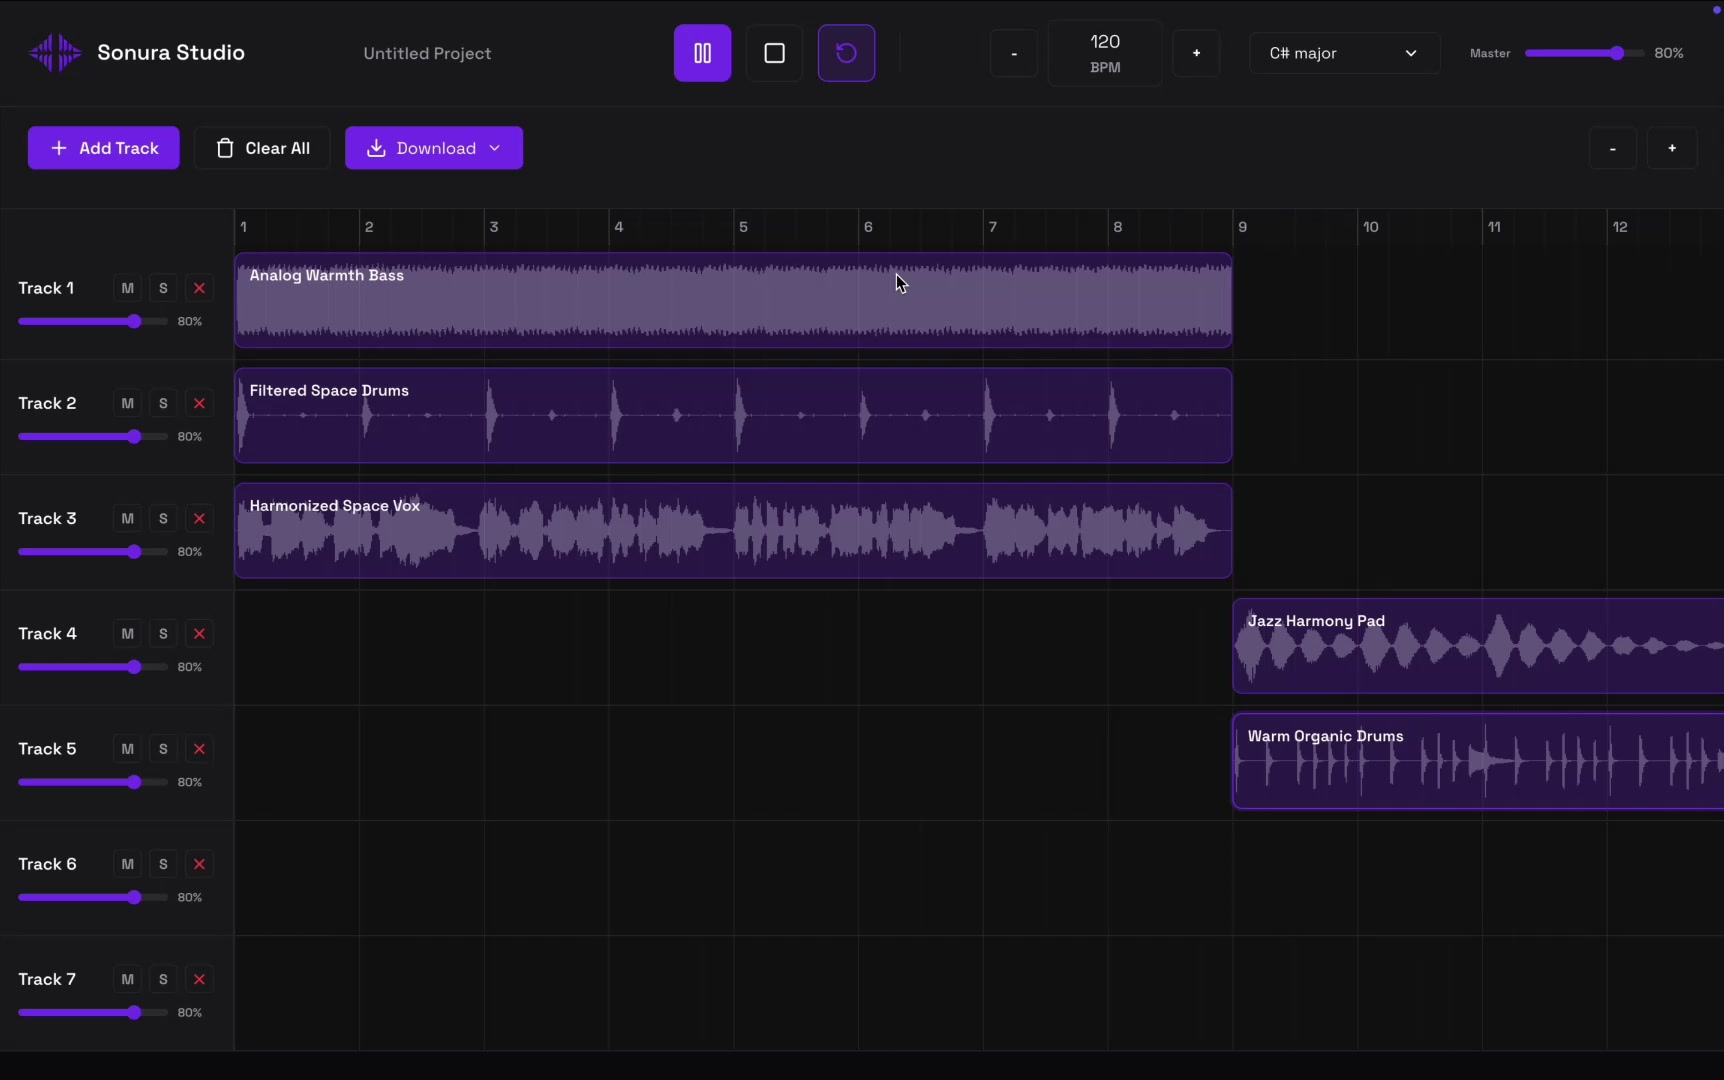 Sonura Studio
Untitled Project
-
120
BPM
+
C# major
Master
80%
+ Add Track
Clear All
Download
-
+
1 2 3 4 5 6 7 8 9 10 11 12
Track 1 M S
80%
Analog Warmth Bass
Track 2 M S
80%
Filtered Space Drums
Track 3 M S
80%
Harmonized Space Vox
Track 4 M S
80%
Jazz Harmony Pad
Track 5 M S
80%
Warm Organic Drums
Track 6 M S
80%
Track 7 M S
80%